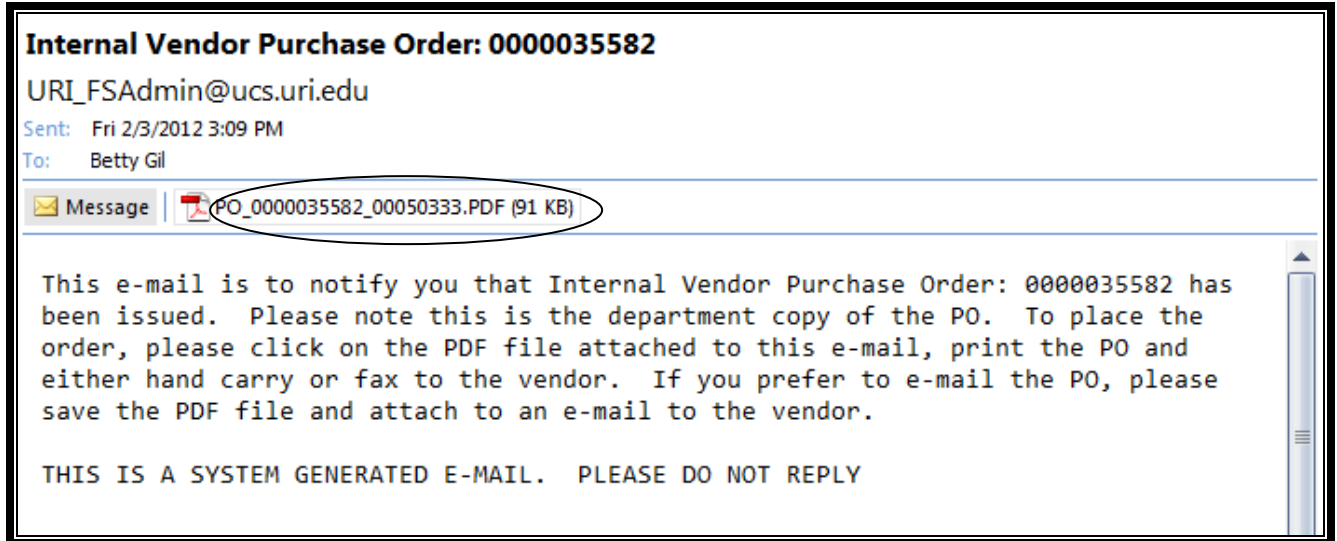 Internal Vendor Purchase Order: 0000035582
URI_FSAdmin@ucs.uri.edu
Sent: Fri 2/3/2012 3:09 PM
To: Betty Gil
Message PO_0000035582_00050333.PDF (91 KB)
This e-mail is to notify you that Internal Vendor Purchase Order: 0000035582 has
been issued.  Please note this is the department copy of the PO.  To place the
order, please click on the PDF file attached to this e-mail, print the PO and
either hand carry or fax to the vendor.  If you prefer to e-mail the PO, please
save the PDF file and attach to an e-mail to the vendor.
THIS IS A SYSTEM GENERATED E-MAIL.  PLEASE DO NOT REPLY